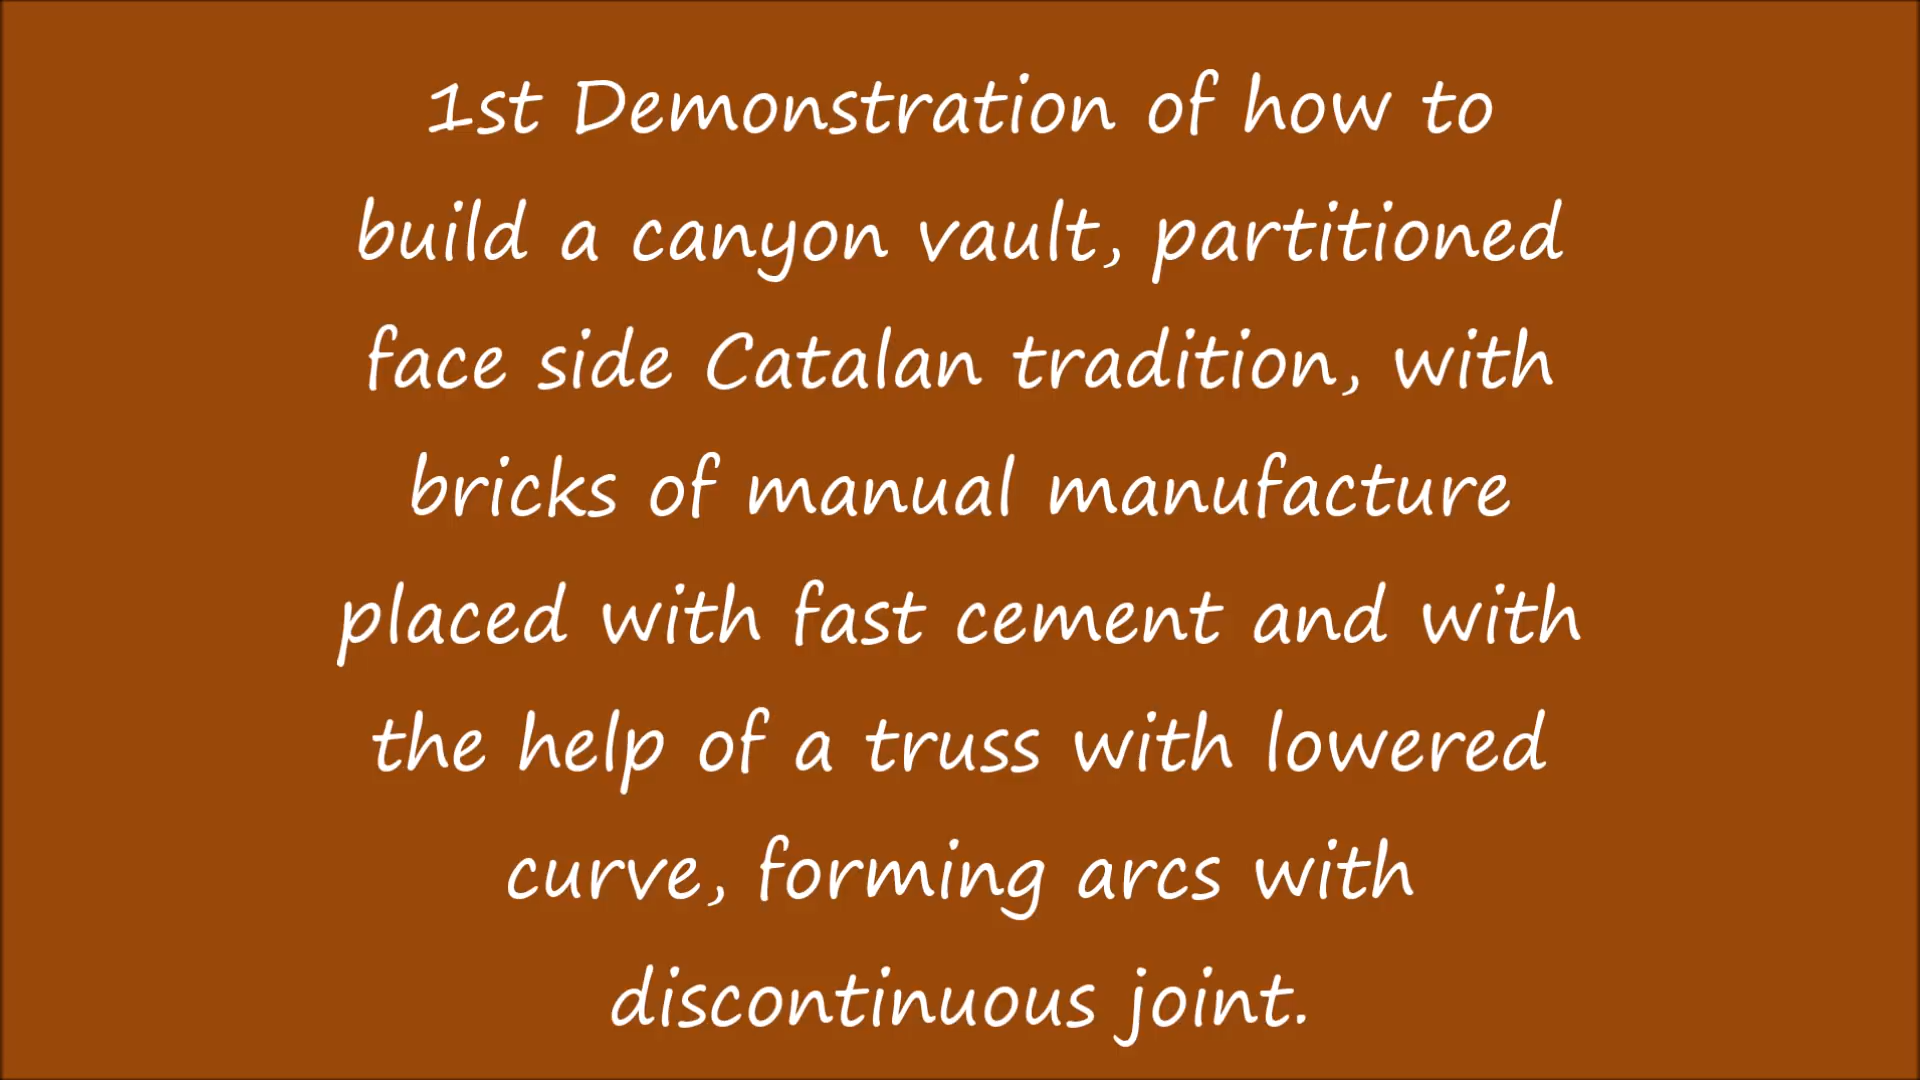 1st Demonstration of how to
build a canyon vault, partitioned
face side Catalan tradition, with
bricks of manual manufacture
placed with fast cement and with
the help of a truss with lowered
curve, forming arcs with
discontinuous joint.